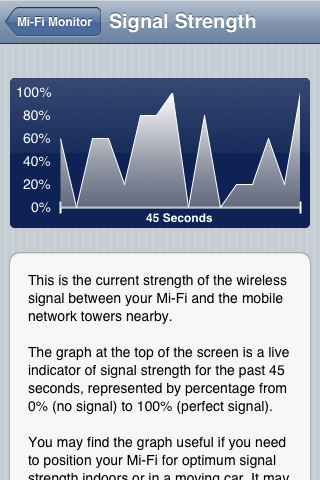 Mi-Fi Monitor
Signal Strength
100%
80%
60%
40%
20%
0%
45 Seconds
This is the current strength of the wireless
signal between your Mi-Fi and the mobile
network towers nearby.
The graph at the top of the screen is a live
indicator of signal strength for the past 45
seconds, represented by percentage from
0% (no signal) to 100% (perfect signal).
You may find the graph useful if you need
to position your Mi-Fi for optimum signal
strength indoors or in a moving car. It may